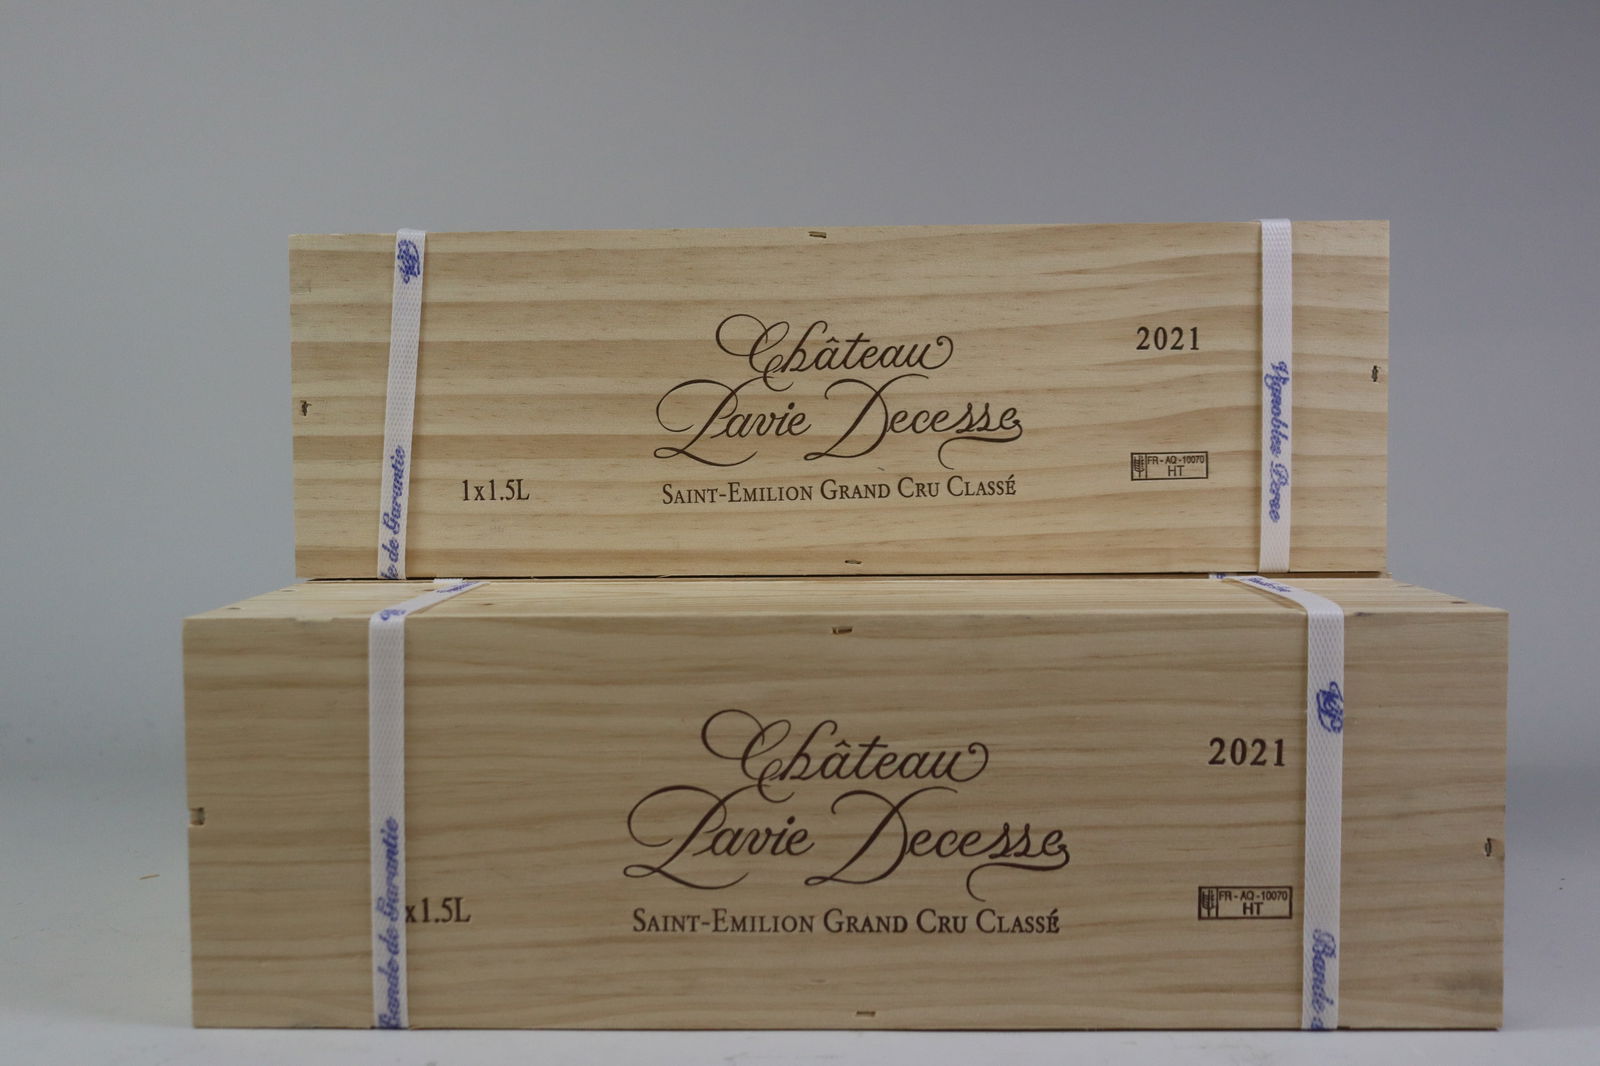 Château
Pavie Decesse
2021
1x1.5L
Saint-Emilion Grand Cru Classé
FR - AQ - 10070
HT
de Garantie
Vignobles Perse
Château
Pavie Decesse
2021
x1.5L
Saint-Emilion Grand Cru Classé
FR - AQ - 10070
HT
Bande de Garantie
Bande